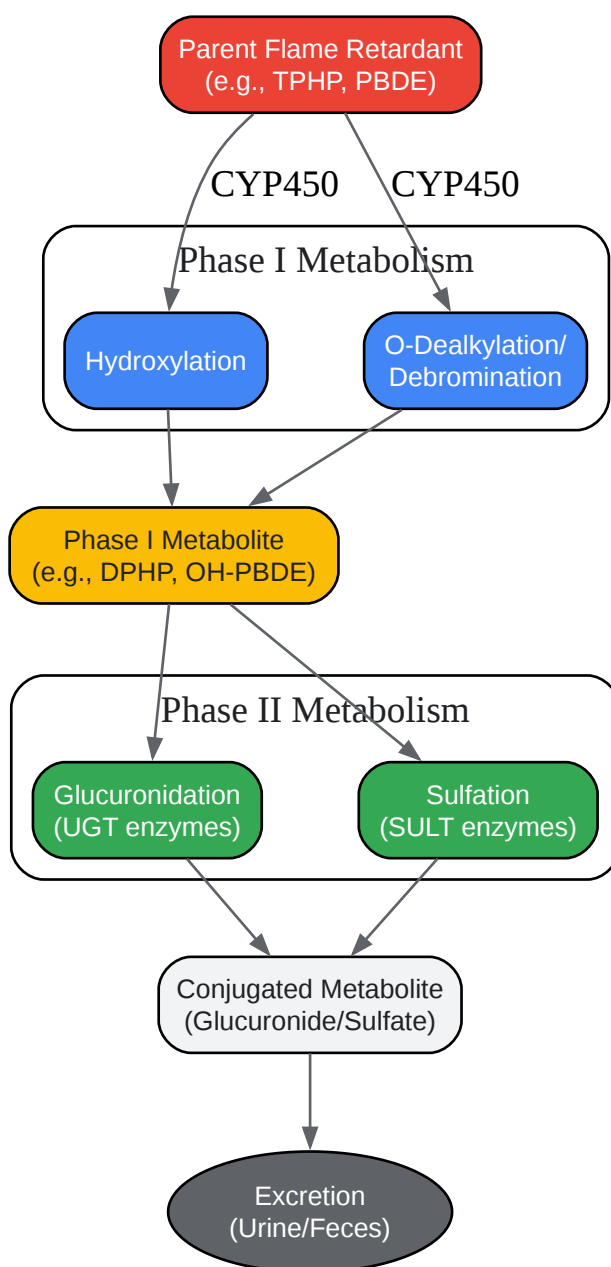 Parent Flame Retardant
(e.g., TPHP, PBDE)
CYP450
CYP450
Phase I Metabolism
Hydroxylation
O-Dealkylation/
Debromination
Phase I Metabolite
(e.g., DPHP, OH-PBDE)
Phase II Metabolism
Glucuronidation
(UGT enzymes)
Sulfation
(SULT enzymes)
Conjugated Metabolite
(Glucuronide/Sulfate)
Excretion
(Urine/Feces)